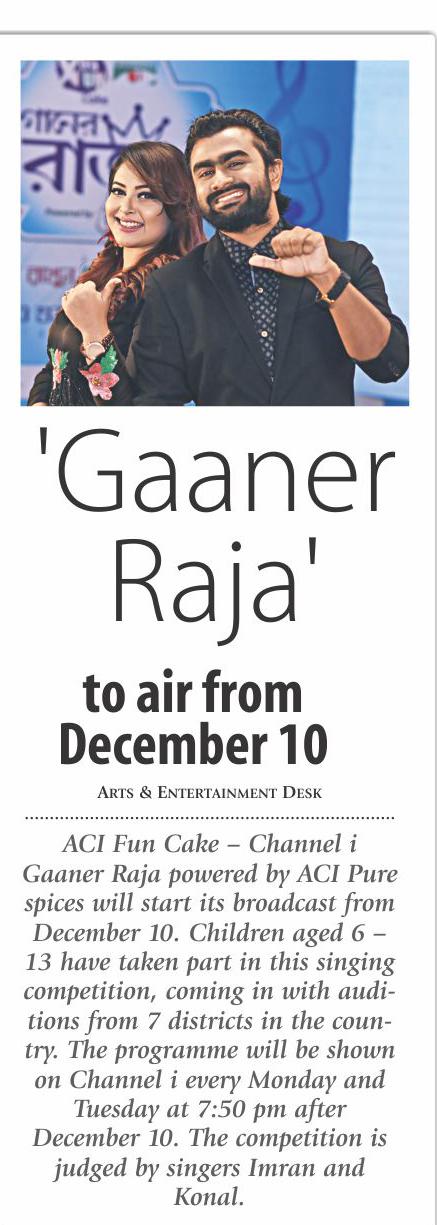 গানের
'Gaaner
Raja'
to air from
December 10
ARTS & ENTERTAINMENT DESK
ACI Fun Cake – Channel i
Gaaner Raja powered by ACI Pure
spices will start its broadcast from
December 10. Children aged 6 –
13 have taken part in this singing
competition, coming in with audi-
tions from 7 districts in the coun-
try. The programme will be shown
on Channel i every Monday and
Tuesday at 7:50 pm after
December 10. The competition is
judged by singers Imran and
Konal.